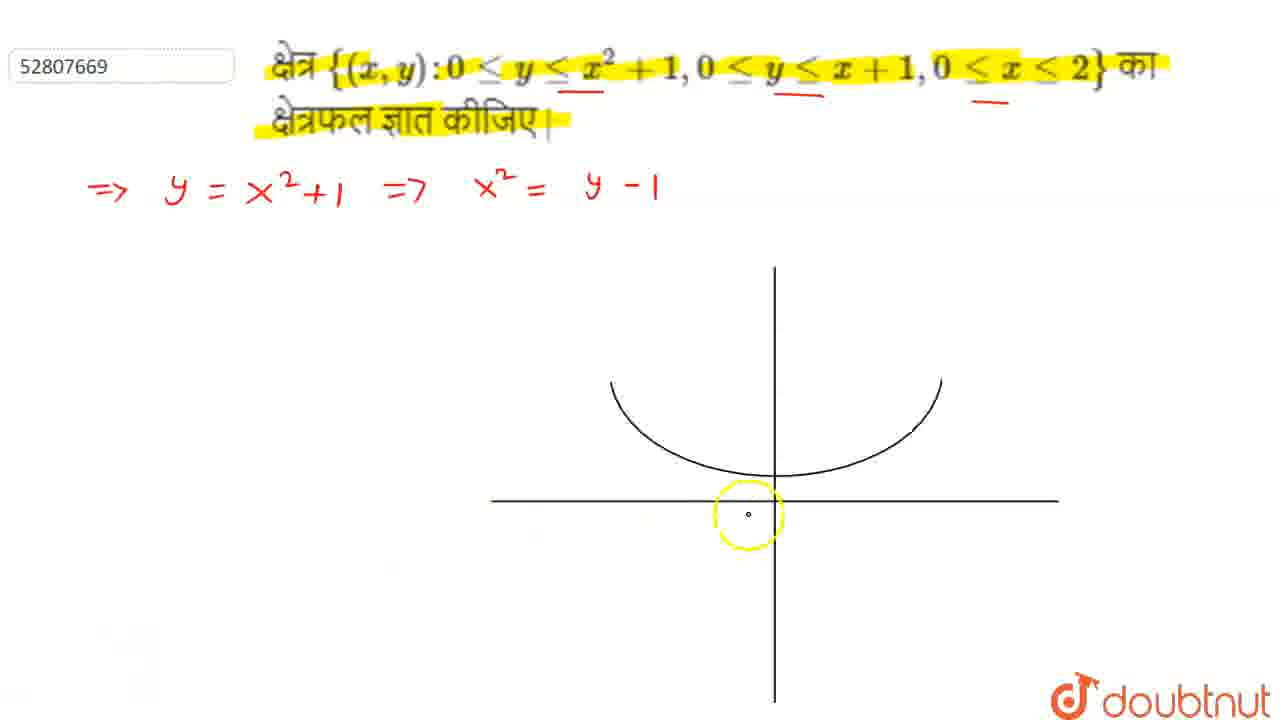 52807669
क्षेत्र {(x, y) : 0 ≤ y ≤ x² + 1, 0 ≤ y ≤ x + 1, 0 ≤ x ≤ 2} का
क्षेत्रफल ज्ञात कीजिए|
=> y = x² + 1 => x² = y - 1
doubtnut